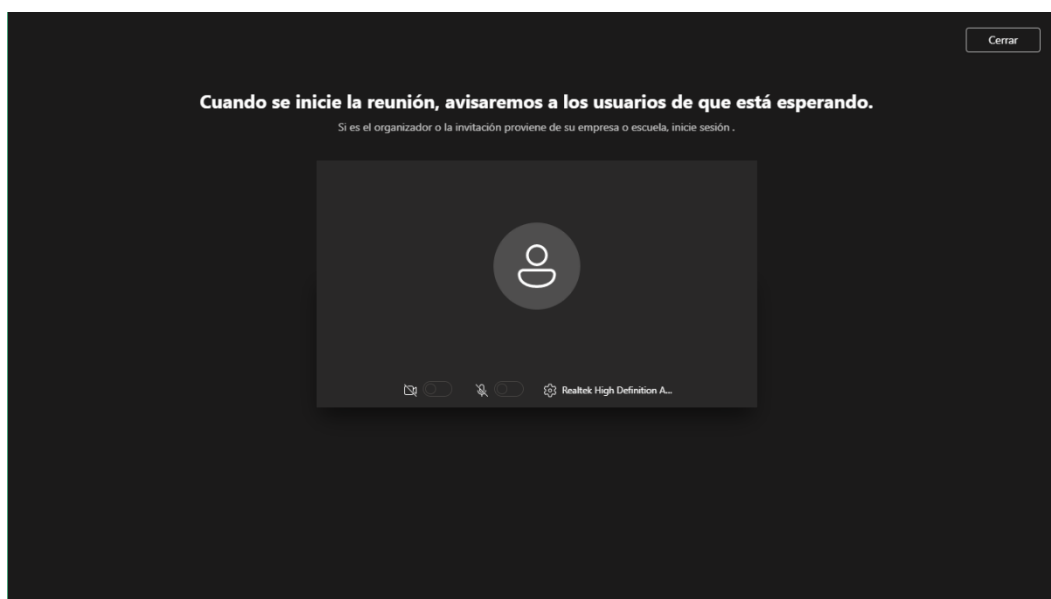 Cerrar
Cuando se inicie la reunión, avisaremos a los usuarios de que está esperando.
Si es el organizador o la invitación proviene de su empresa o escuela, inicie sesión .
Realtek High Definition A...